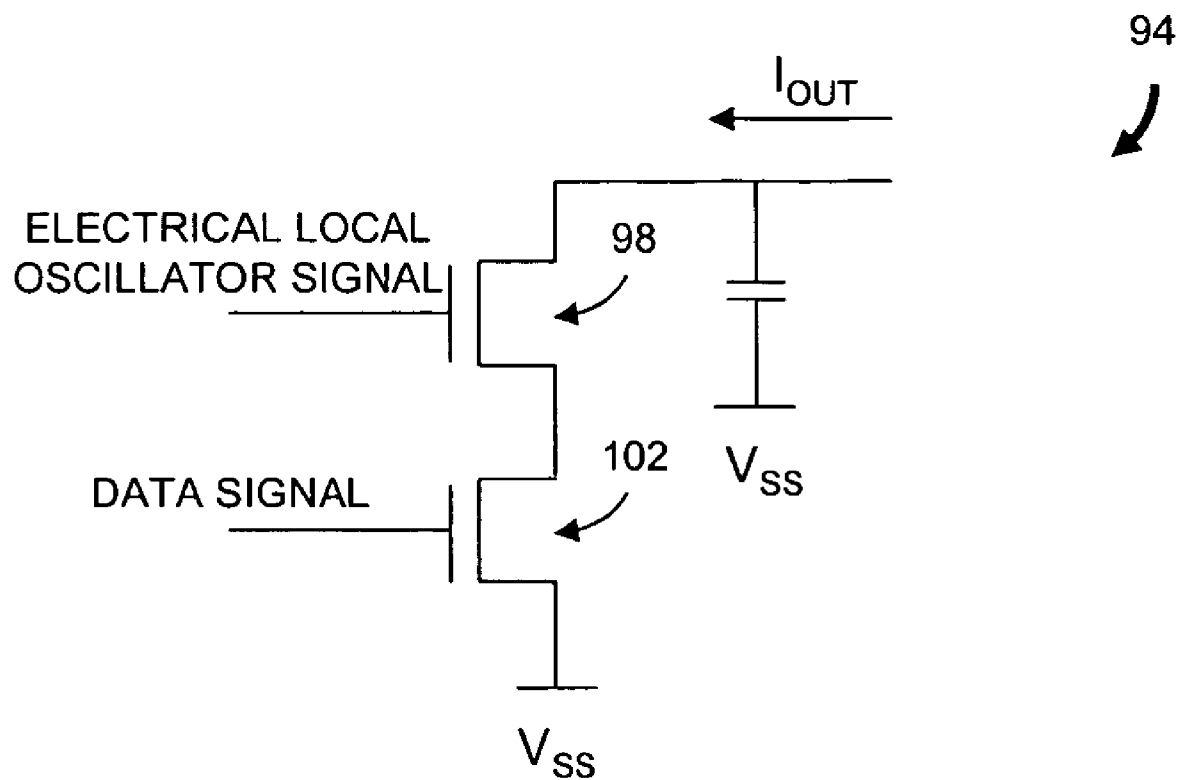 94
I_OUT
ELECTRICAL LOCAL
OSCILLATOR SIGNAL
98
V_SS
102
DATA SIGNAL
V_SS